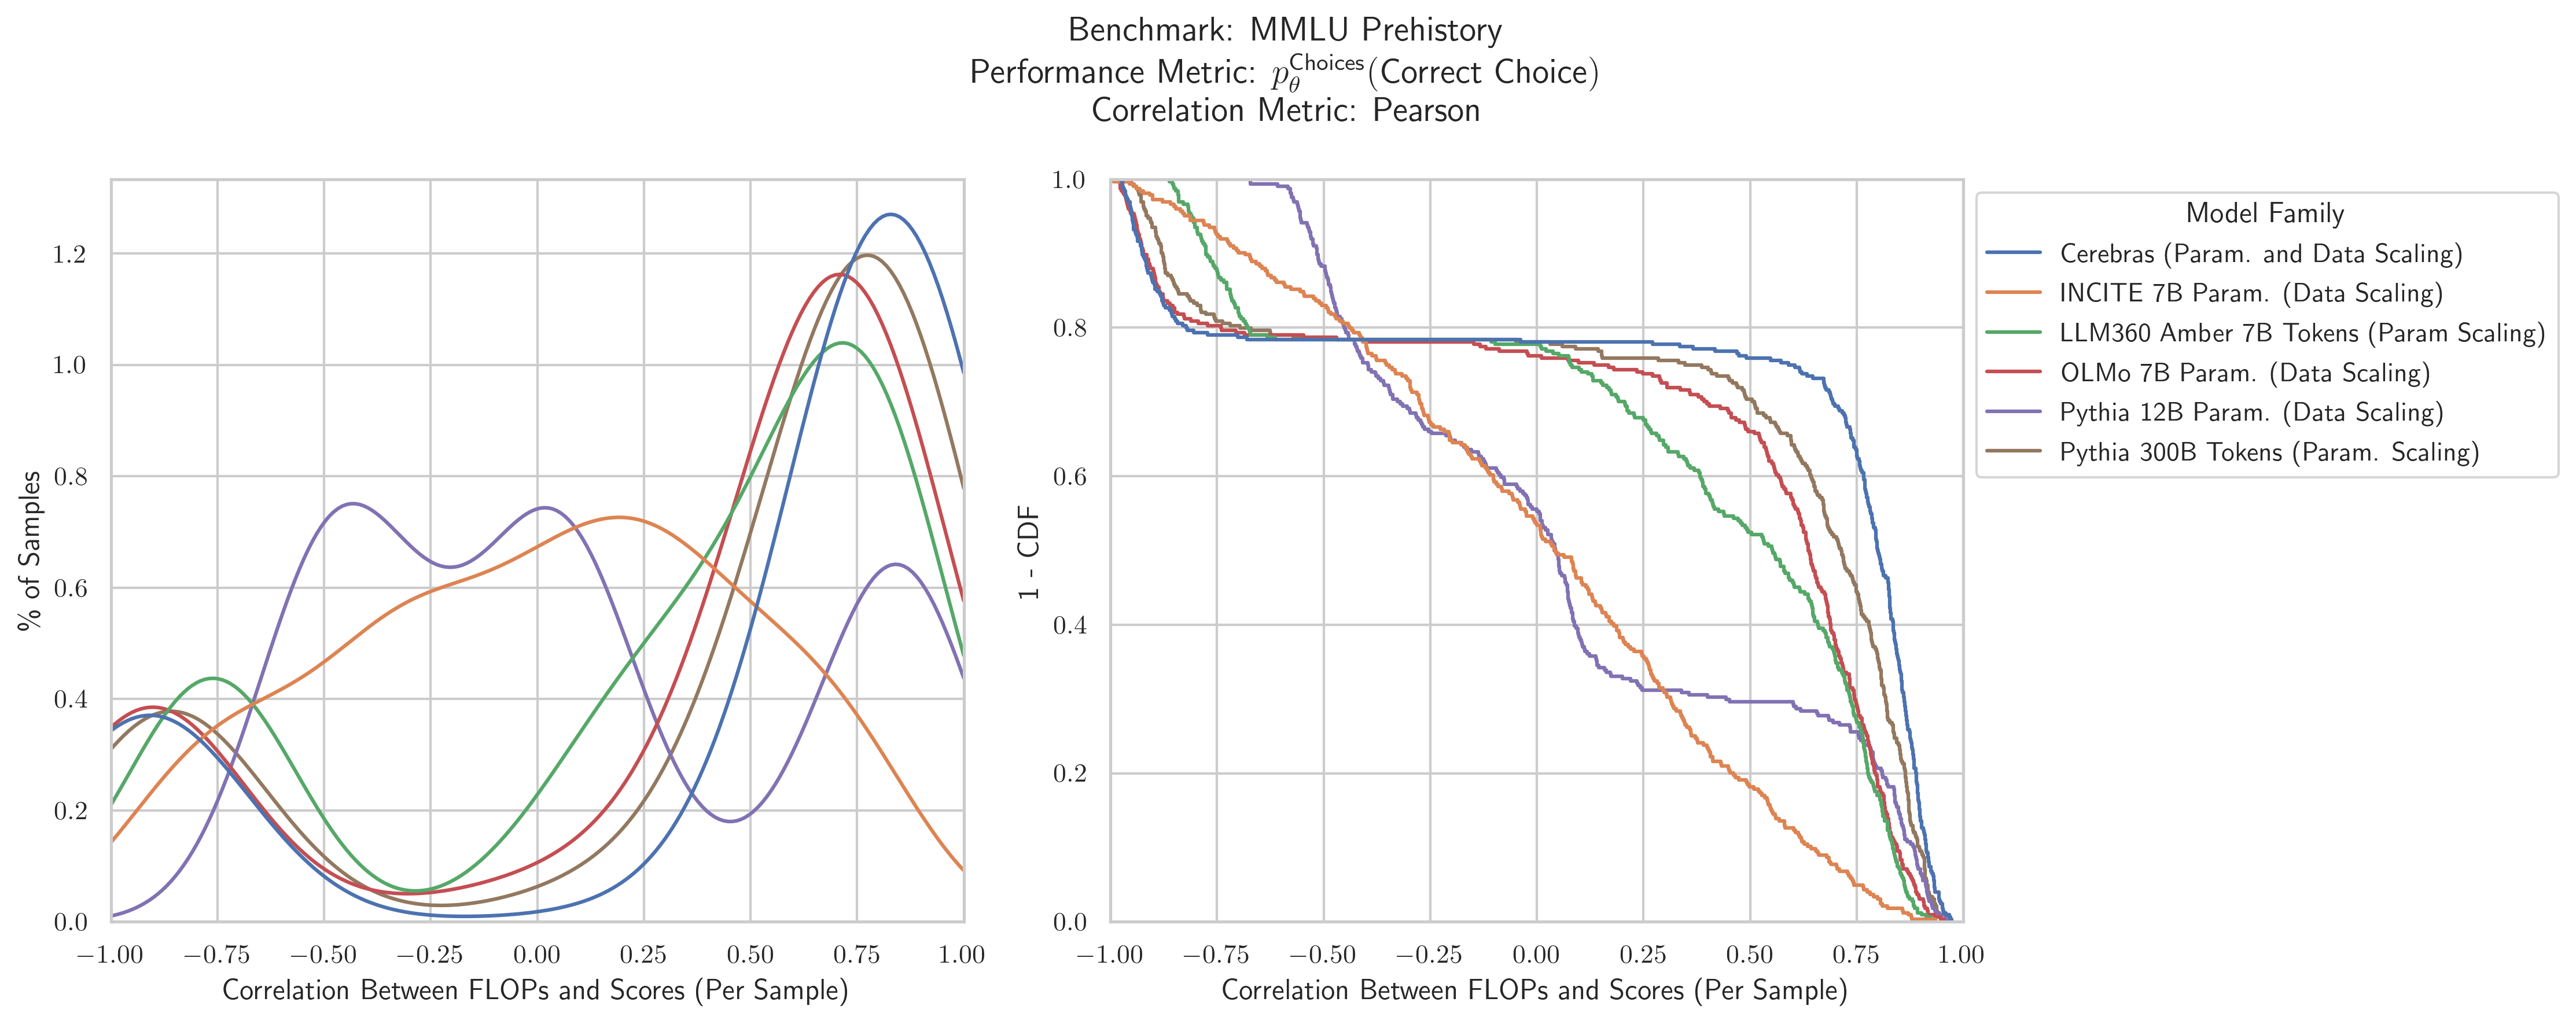 Benchmark: MMLU Prehistory
Performance Metric: $p_\theta^{\text{Choices}}$(Correct Choice)
Correlation Metric: Pearson
% of Samples
1.2
1.0
0.8
0.6
0.4
0.2
0.0
−1.00 −0.75 −0.50 −0.25 0.00 0.25 0.50 0.75 1.00
Correlation Between FLOPs and Scores (Per Sample)
1 - CDF
1.0
0.8
0.6
0.4
0.2
0.0
−1.00 −0.75 −0.50 −0.25 0.00 0.25 0.50 0.75 1.00
Correlation Between FLOPs and Scores (Per Sample)
Model Family
Cerebras (Param. and Data Scaling)
INCITE 7B Param. (Data Scaling)
LLM360 Amber 7B Tokens (Param Scaling)
OLMo 7B Param. (Data Scaling)
Pythia 12B Param. (Data Scaling)
Pythia 300B Tokens (Param. Scaling)